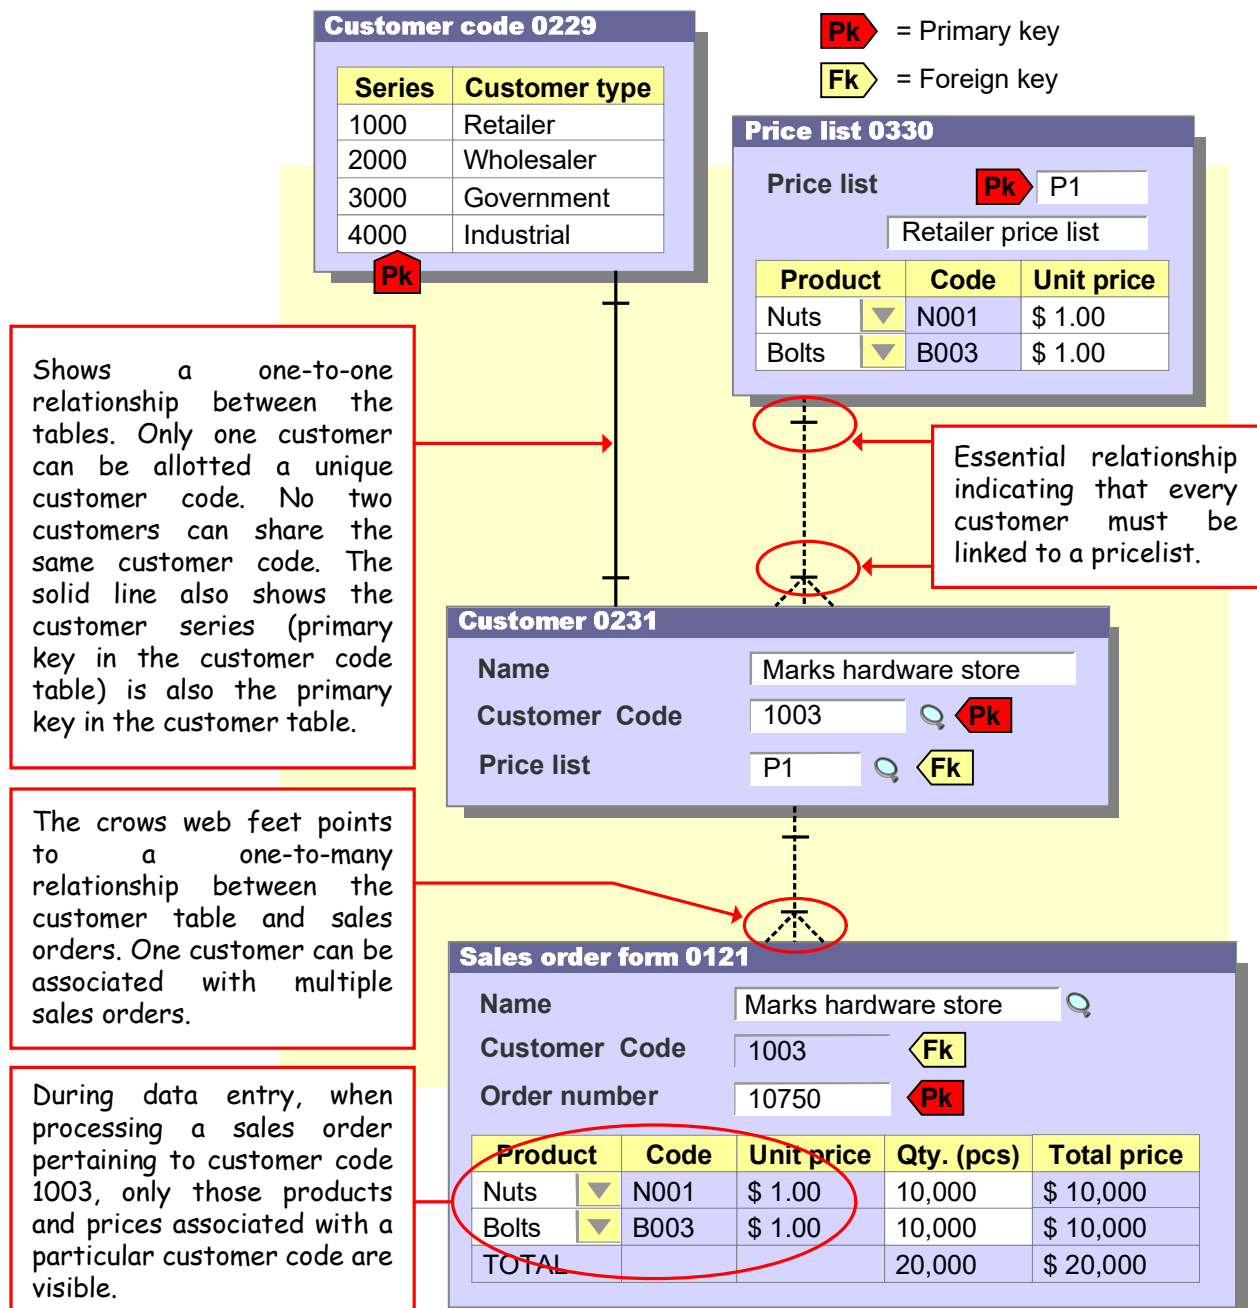 Customer code 0229
Series Customer type
1000 Retailer
2000 Wholesaler
3000 Government
4000 Industrial
Pk
Pk = Primary key
Fk = Foreign key
Price list 0330
Price list Pk P1
Retailer price list
Product Code Unit price
Nuts N001 $ 1.00
Bolts B003 $ 1.00
Shows a one-to-one
relationship between the
tables. Only one customer
can be allotted a unique
customer code. No two
customers can share the
same customer code. The
solid line also shows the
customer series (primary
key in the customer code
table) is also the primary
key in the customer table.
Essential relationship
indicating that every
customer must be
linked to a pricelist.
Customer 0231
Name Marks hardware store
Customer Code 1003 Pk
Price list P1 Fk
The crows web feet points
to a one-to-many
relationship between the
customer table and sales
orders. One customer can be
associated with multiple
sales orders.
Sales order form 0121
Name Marks hardware store
Customer Code 1003 Fk
Order number 10750 Pk
Product Code Unit price Qty. (pcs) Total price
Nuts N001 $ 1.00 10,000 $ 10,000
Bolts B003 $ 1.00 10,000 $ 10,000
TOTAL 20,000 $ 20,000
During data entry, when
processing a sales order
pertaining to customer code
1003, only those products
and prices associated with a
particular customer code are
visible.